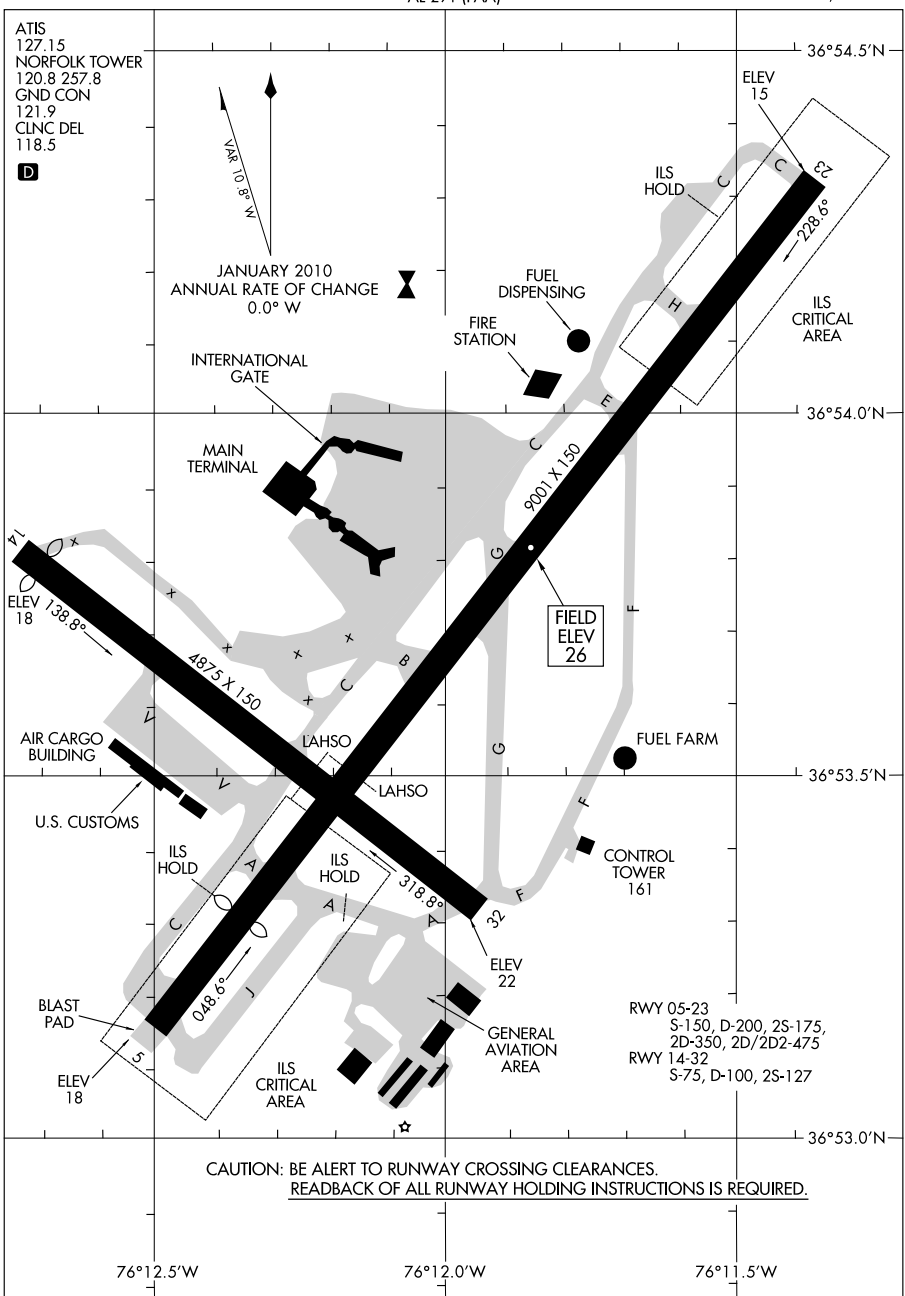 AL-291 (FAA)
ATIS
127.15
NORFOLK TOWER
120.8 257.8
GND CON
121.9
CLNC DEL
118.5
D
VAR 10.8° W
JANUARY 2010
ANNUAL RATE OF CHANGE
0.0° W
36°54.5'N
ELEV
15
23
C
C
ILS
HOLD
228.6°
H
ILS
CRITICAL
AREA
FUEL
DISPENSING
FIRE
STATION
E
C
36°54.0'N
INTERNATIONAL
GATE
MAIN
TERMINAL
9001 X 150
G
FIELD
ELEV
26
F
14
X
ELEV
18
138.8°
X
X
X
X
X
B
C
4875 X 150
G
V
V
AIR CARGO
BUILDING
U.S. CUSTOMS
LAHSO
LAHSO
FUEL FARM
36°53.5'N
F
CONTROL
TOWER
161
ILS
HOLD
A
ILS
HOLD
A
318.8°
A
F
32
ELEV
22
C
048.6°
J
BLAST
PAD
5
ELEV
18
ILS
CRITICAL
AREA
GENERAL
AVIATION
AREA
RWY 05-23
S-150, D-200, 2S-175,
2D-350, 2D/2D2-475
RWY 14-32
S-75, D-100, 2S-127
36°53.0'N
CAUTION: BE ALERT TO RUNWAY CROSSING CLEARANCES.
READBACK OF ALL RUNWAY HOLDING INSTRUCTIONS IS REQUIRED.
76°12.5'W
76°12.0'W
76°11.5'W